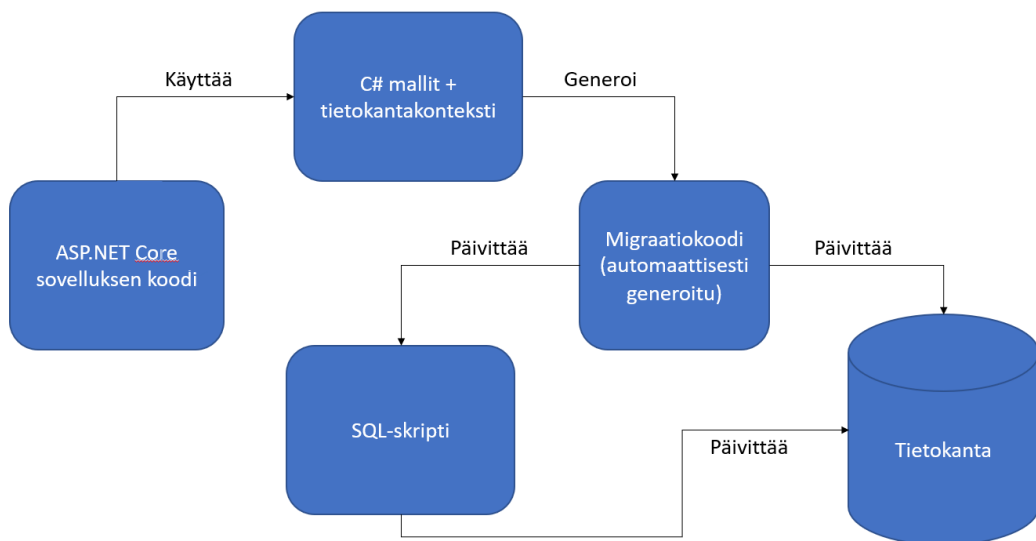 Käyttää
C# mallit +
tietokantakonteksti
Generoi
ASP.NET Core
sovelluksen koodi
Päivittää
Migraatiokoodi
(automaattisesti
generoitu)
Päivittää
SQL-skripti
Päivittää
Tietokanta